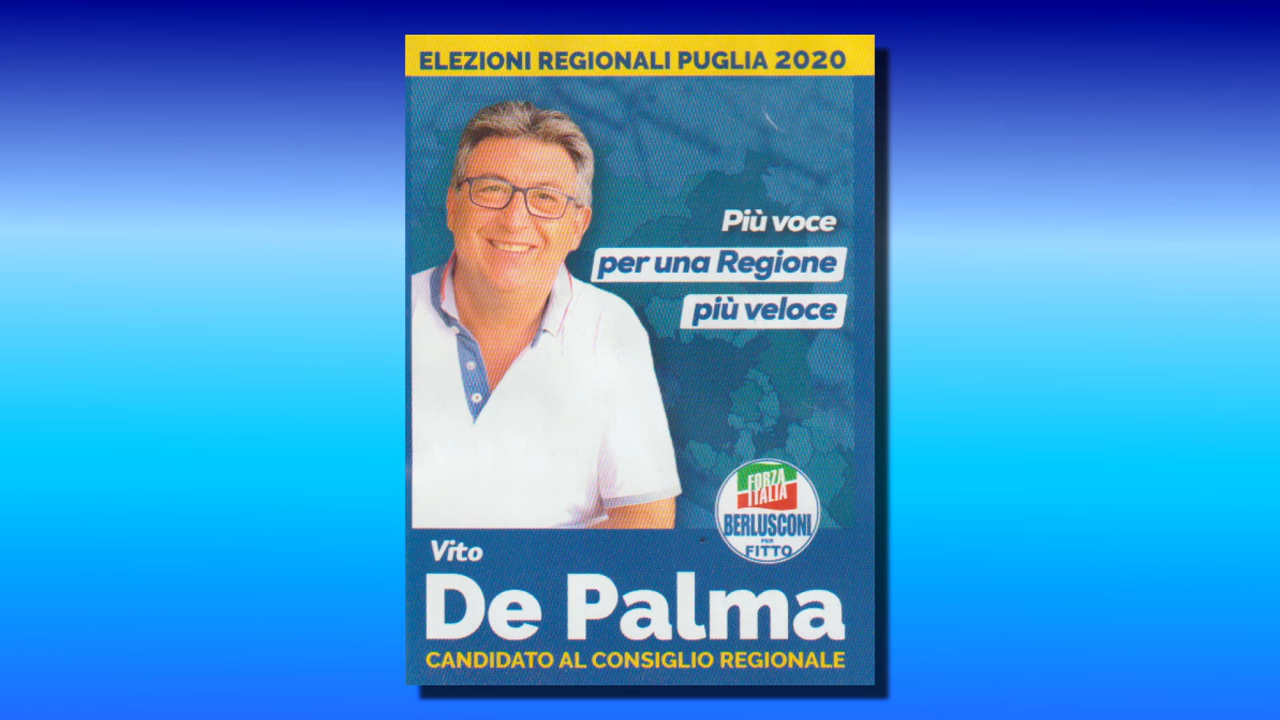 ELEZIONI REGIONALI PUGLIA 2020
Più voce
per una Regione
più veloce
FORZA
ITALIA
BERLUSCONI
PER
FITTO
Vito
De Palma
CANDIDATO AL CONSIGLIO REGIONALE